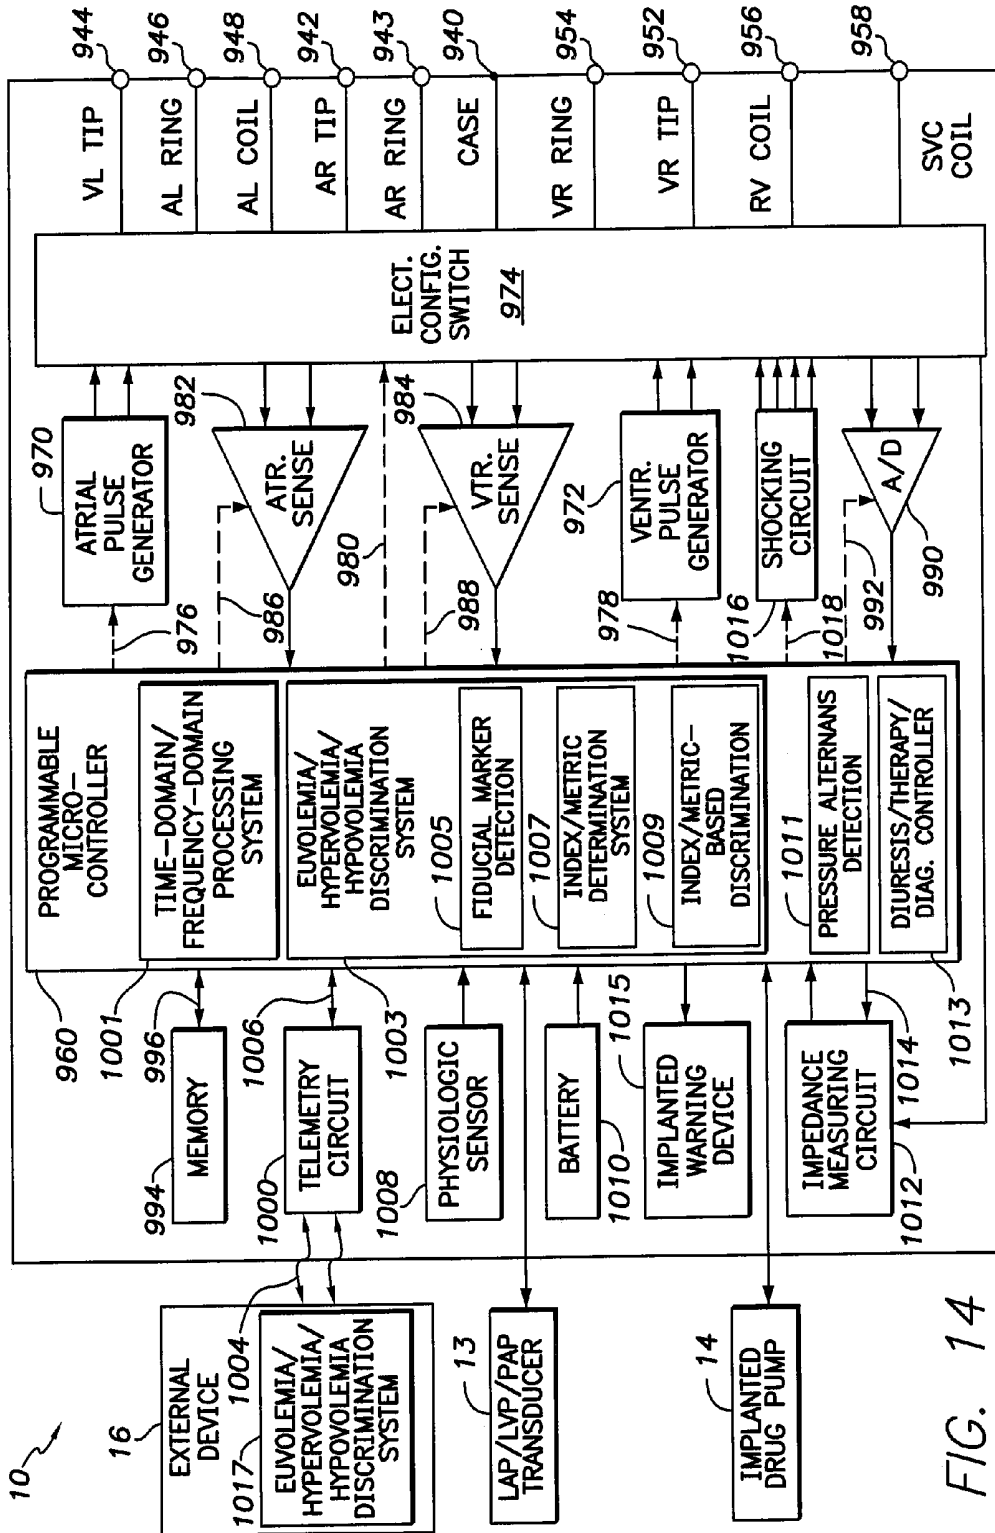 10
16
EXTERNAL
DEVICE
1017
EUVOLEMIA/
HYPERVOLEMIA/
HYPOVOLEMIA
DISCRIMINATION
SYSTEM
1004
13
LAP/LVP/PAP
TRANSDUCER
14
IMPLANTED
DRUG PUMP
960
1001
996
994
MEMORY
1006
1000
TELEMETRY
CIRCUIT
1003
1008
PHYSIOLOGIC
SENSOR
BATTERY
1010
1015
IMPLANTED
WARNING
DEVICE
IMPEDANCE
MEASURING
CIRCUIT
1012
1014
1013
PROGRAMMABLE
MICRO-
CONTROLLER
TIME-DOMAIN/
FREQUENCY-DOMAIN
PROCESSING
SYSTEM
EUVOLEMIA/
HYPERVOLEMIA/
HYPOVOLEMIA
DISCRIMINATION
SYSTEM
1005
FIDUCIAL MARKER
DETECTION
1007
INDEX/METRIC
DETERMINATION
SYSTEM
1009
INDEX/METRIC-
BASED
DISCRIMINATION
1011
PRESSURE ALTERNANS
DETECTION
DIURESIS/THERAPY/
DIAG. CONTROLLER
970
ATRIAL
PULSE
GENERATOR
976
982
ATR.
SENSE
986
980
984
VTR.
SENSE
988
972
VENTR.
PULSE
GENERATOR
978
SHOCKING
CIRCUIT
1016
1018
A/D
992
990
ELECT.
CONFIG.
SWITCH
974
VL TIP
944
AL RING
946
AL COIL
948
AR TIP
942
AR RING
943
CASE
940
VR RING
954
VR TIP
952
RV COIL
956
SVC
COIL
958
FIG. 14